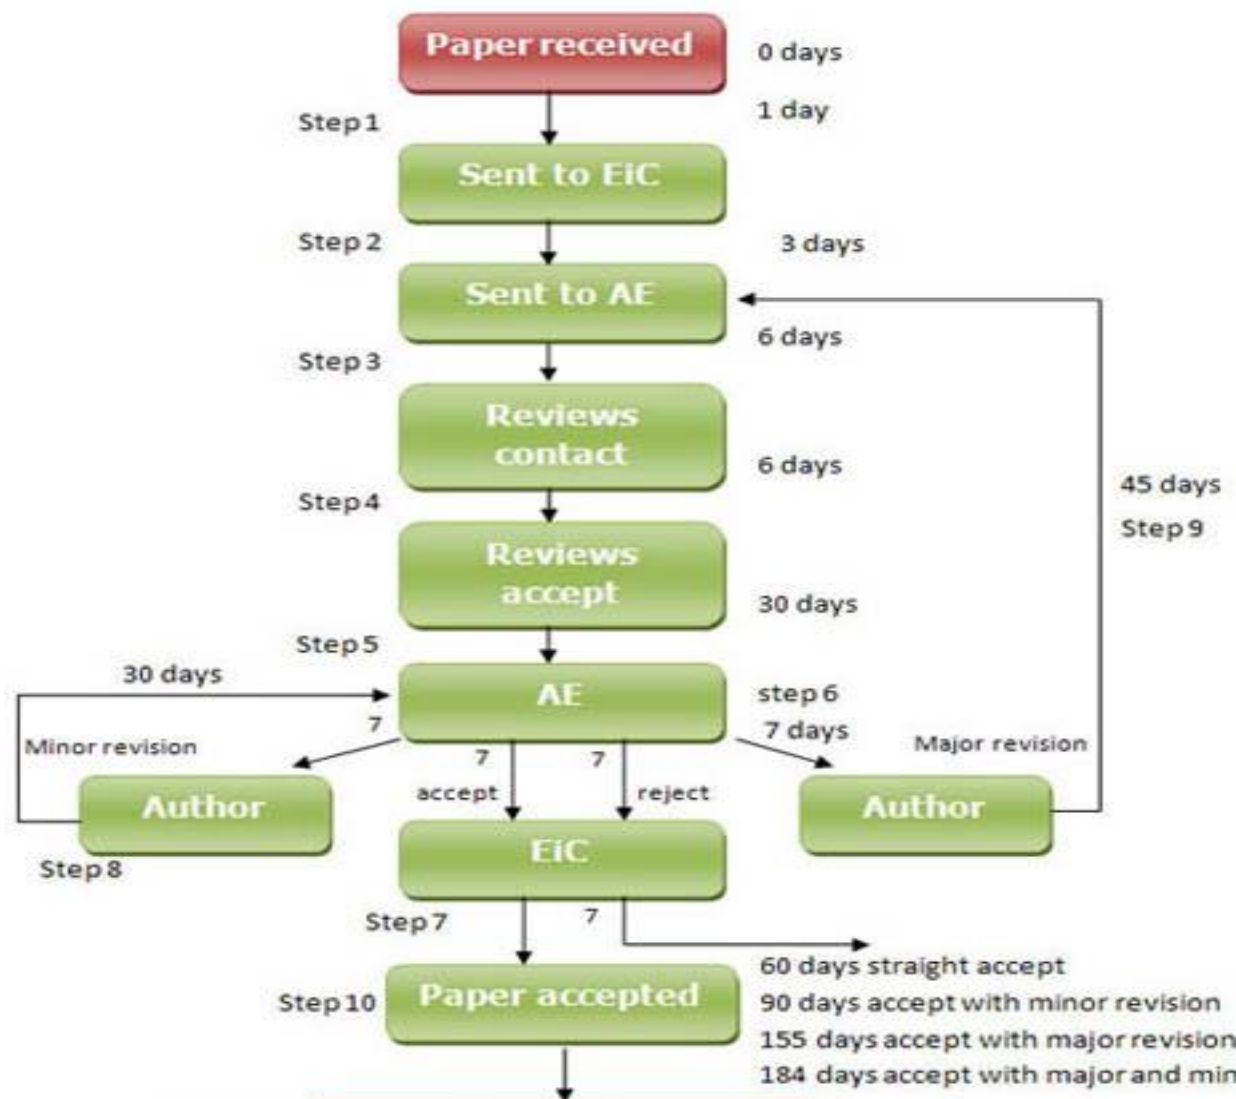 Paper received
0 days
Step 1
1 day
Sent to EiC
Step 2
3 days
Sent to AE
Step 3
6 days
Reviews
contact
6 days
Step 4
45 days
Step 9
Reviews
accept
30 days
Step 5
30 days
AE
step 6
7
7 days
Minor revision
7
7
Major revision
Author
accept
reject
Author
EiC
Step 8
Step 7
7
60 days straight accept
Step 10
Paper accepted
90 days accept with minor revision
155 days accept with major revision
184 days accept with major and min